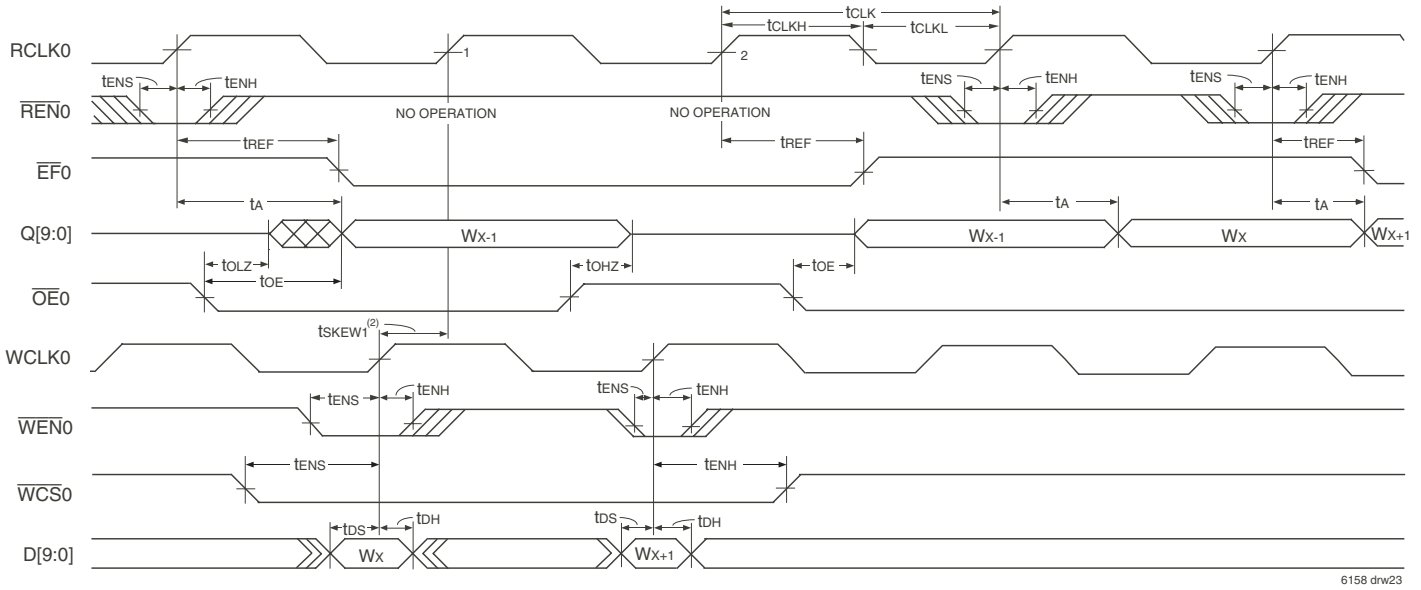 tCLK
tCLKH tCLKL
RCLK0 1 2
tENS tENH tENS tENH tENS tENH
REN0 NO OPERATION NO OPERATION
tREF tREF tREF
EF0
tA tA tA
Q[9:0] WX-1 WX-1 WX WX+1
tOLZ tOHZ tOE
tOE
OE0
tSKEW1(2)
WCLK0
tENS tENH tENS tENH
WEN0
tENS tENH
WCS0
tDS tDH tDS tDH
D[9:0] WX WX+1
6158 drw23